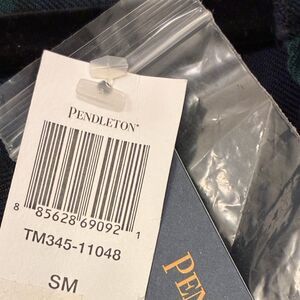 PENDLETON®
8 85628 69092 1
TM345-11048
SM
PEN